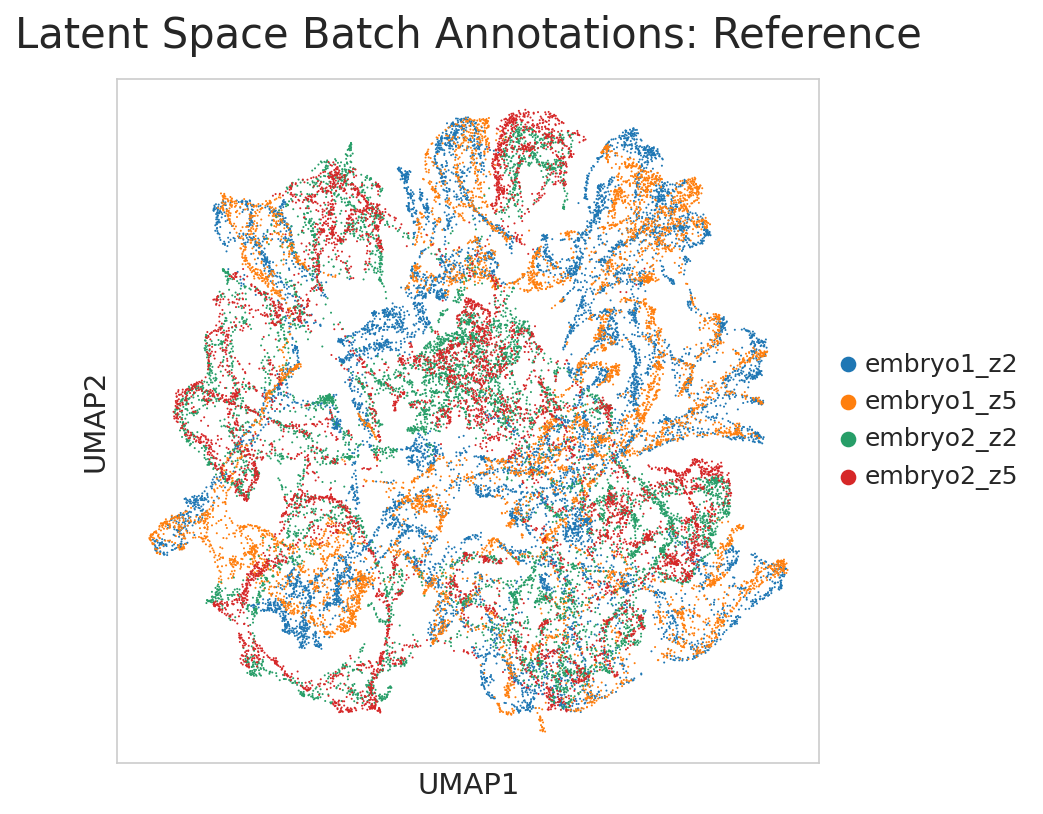 Latent Space Batch Annotations: Reference
UMAP2
embryo1_z2
embryo1_z5
embryo2_z2
embryo2_z5
UMAP1